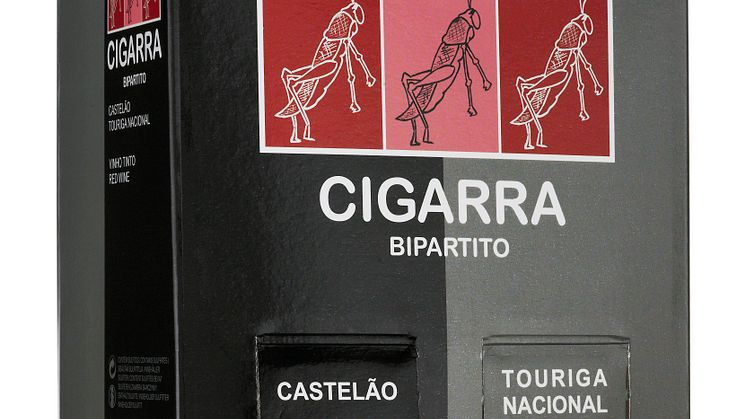 CIGARRA
BIPARTITO
CASTELÃO
TOURIGA NACIONAL
VINHO TINTO
RED WINE
CIGARRA
BIPARTITO
CASTELÃO
TOURIGA
NACIONAL